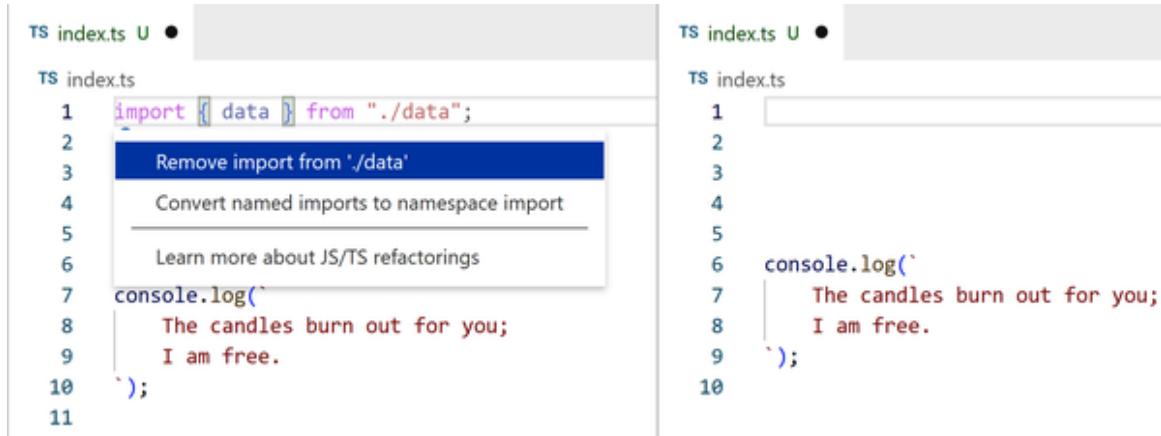 TS index.ts U ●
TS index.ts
1 import { data } from "./data";
2
Remove import from './data'
3
4 Convert named imports to namespace import
5
6 Learn more about JS/TS refactorings
7 console.log(`
8 The candles burn out for you;
9 I am free.
10 `);
11
TS index.ts U ●
TS index.ts
1
2
3
4
5
6 console.log(`
7 The candles burn out for you;
8 I am free.
9 `);
10